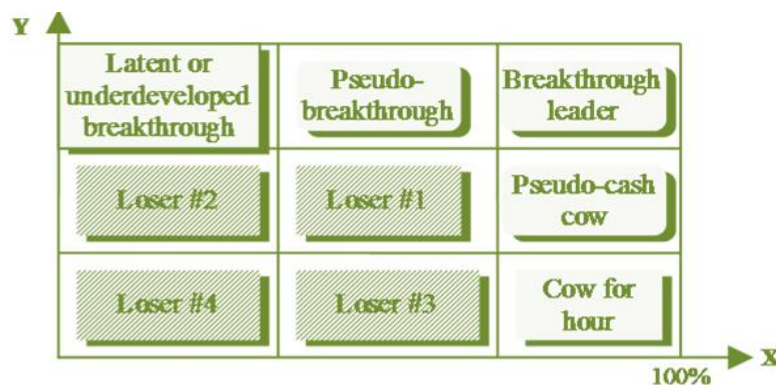 Y
Latent or
underdeveloped
breakthrough
Pseudo-
breakthrough
Breakthrough
leader
Loser #2
Loser #1
Pseudo-cash
cow
Loser #4
Loser #3
Cow for
hour
X
100%